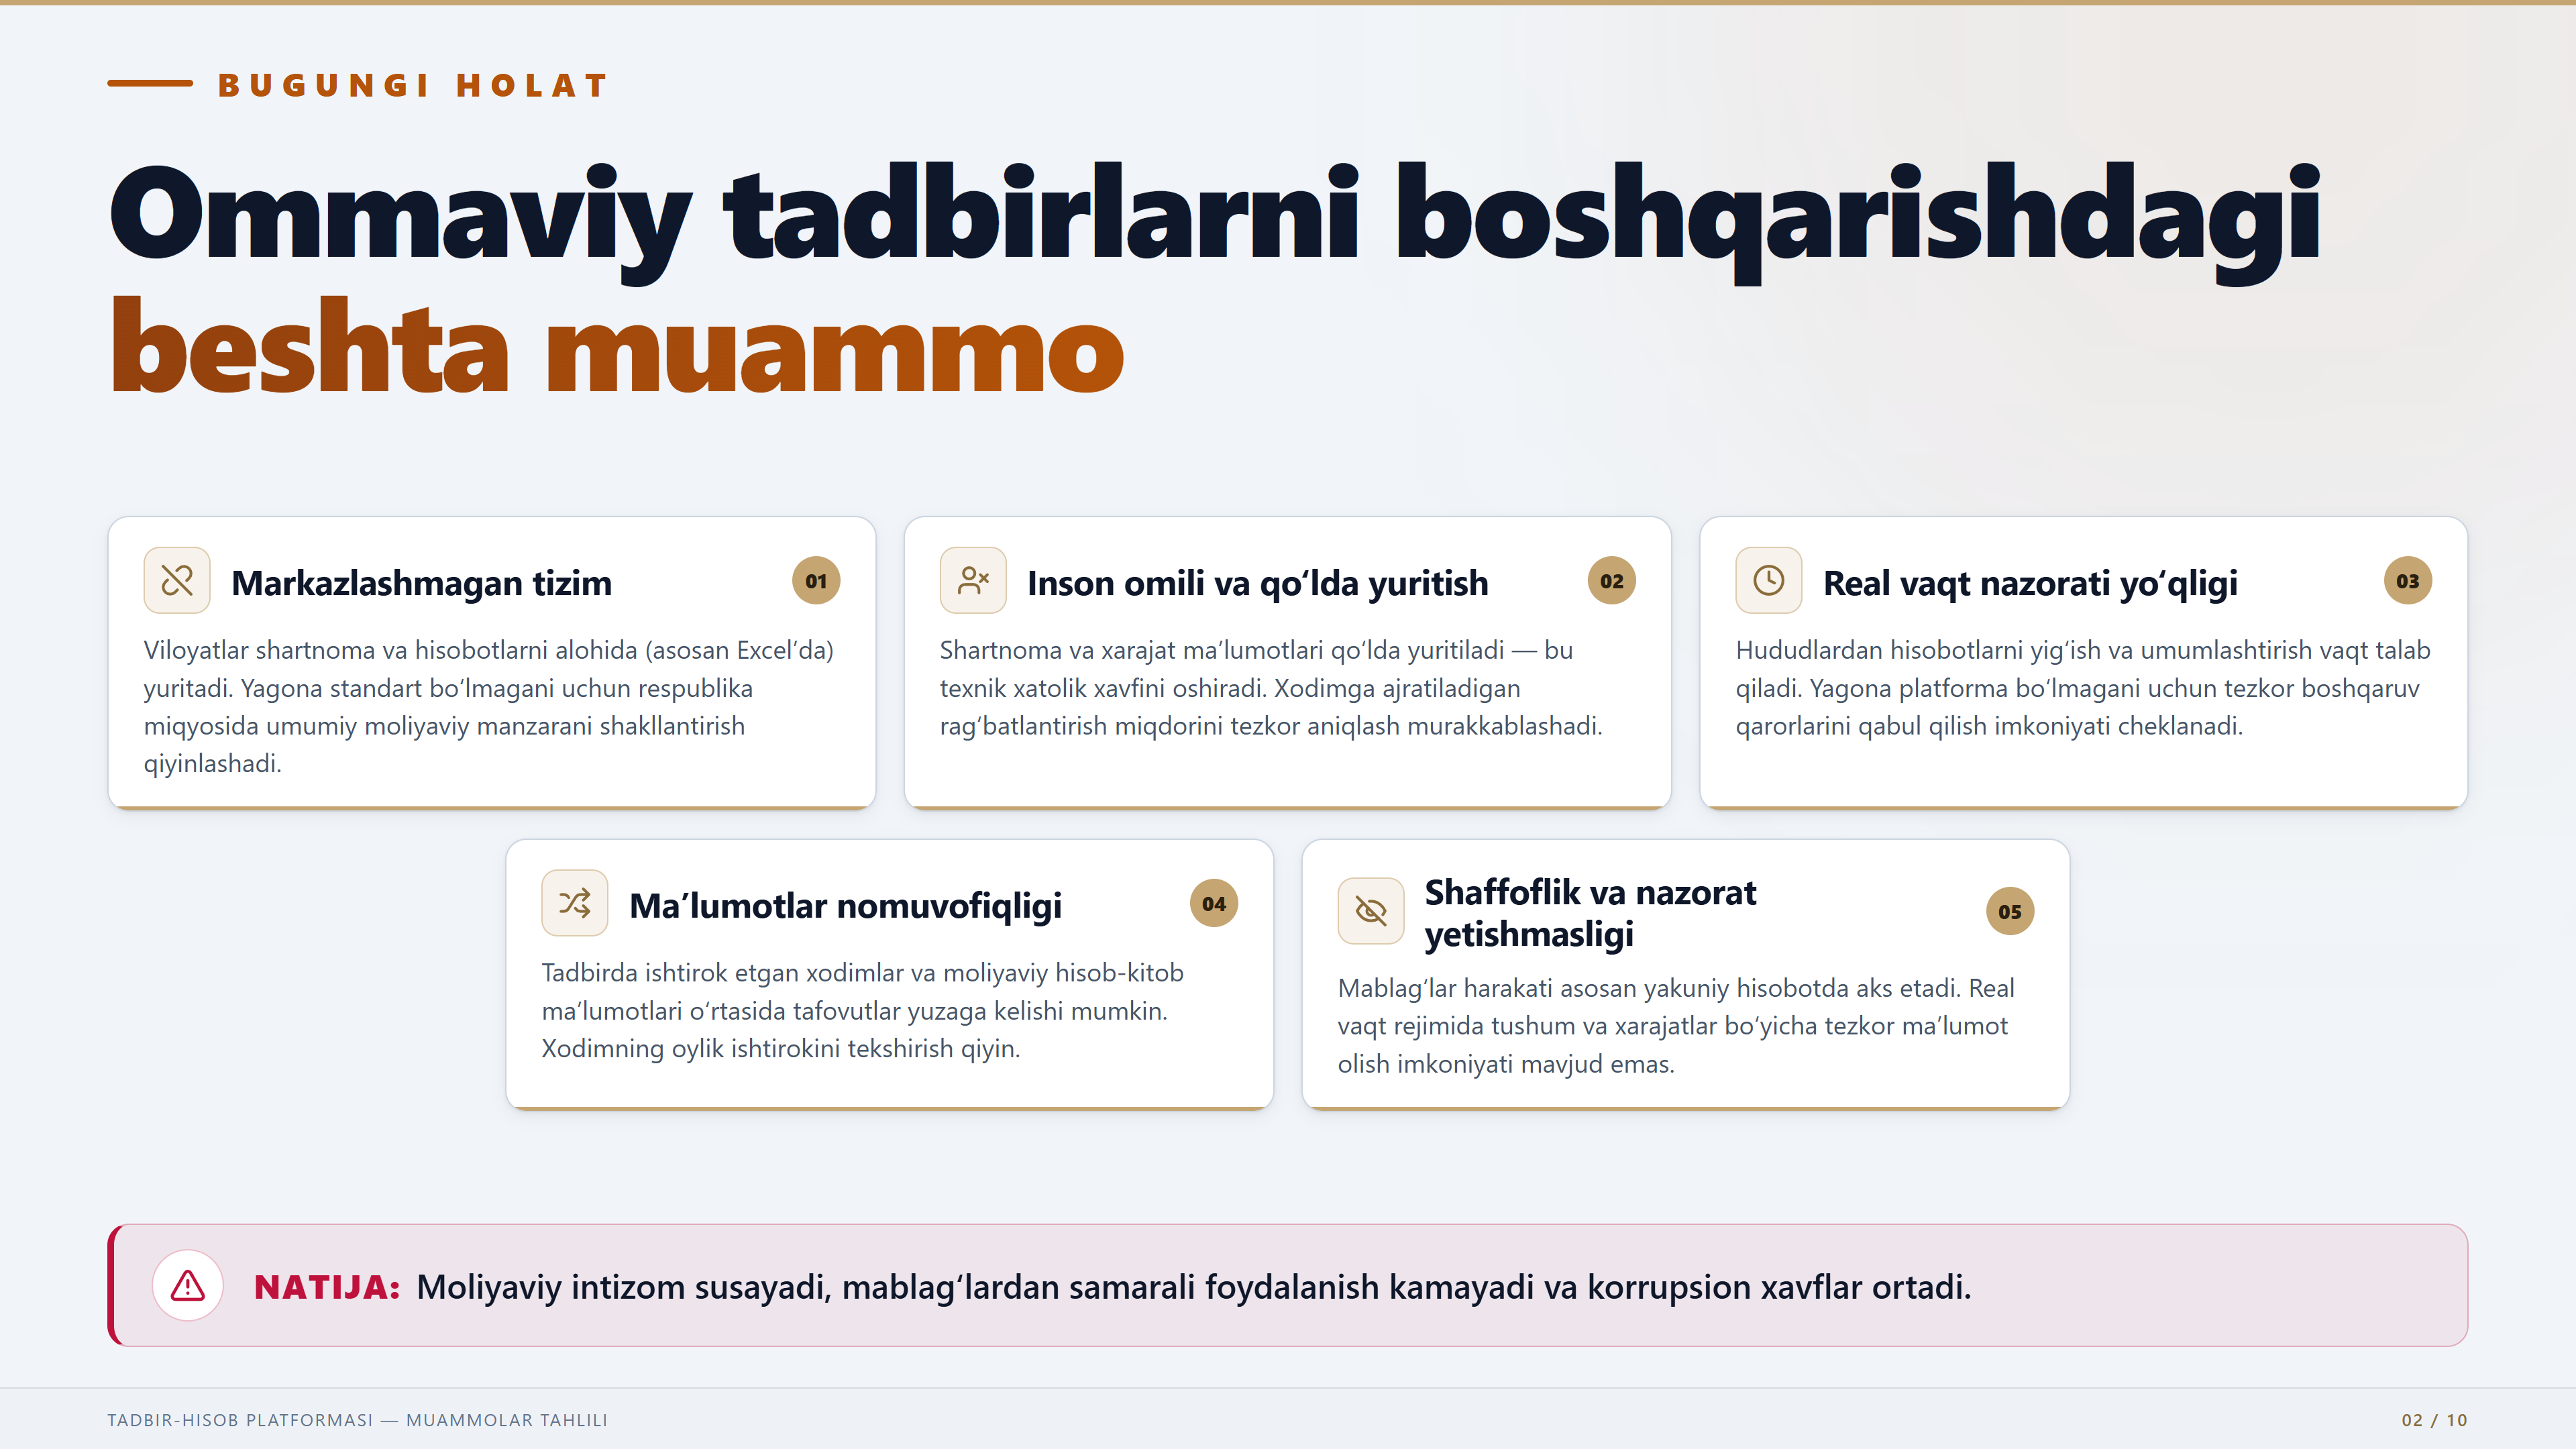 BUGUNGI HOLAT
Ommaviy tadbirlarni boshqarishdagi
beshta muammo
Markazlashmagan tizim
01
Viloyatlar shartnoma va hisobotlarni alohida (asosan Excel’da)
yuritadi. Yagona standart bo‘lmagani uchun respublika
miqyosida umumiy moliyaviy manzarani shakllantirish
qiyinlashadi.
Inson omili va qo‘lda yuritish
02
Shartnoma va xarajat ma’lumotlari qo‘lda yuritiladi — bu
texnik xatolik xavfini oshiradi. Xodimga ajratiladigan
rag‘batlantirish miqdorini tezkor aniqlash murakkablashadi.
Real vaqt nazorati yo‘qligi
03
Hududlardan hisobotlarni yig‘ish va umumlashtirish vaqt talab
qiladi. Yagona platforma bo‘lmagani uchun tezkor boshqaruv
qarorlarini qabul qilish imkoniyati cheklanadi.
Ma’lumotlar nomuvofiqligi
04
Tadbirda ishtirok etgan xodimlar va moliyaviy hisob-kitob
ma’lumotlari o‘rtasida tafovutlar yuzaga kelishi mumkin.
Xodimning oylik ishtirokini tekshirish qiyin.
Shaffoflik va nazorat
yetishmasligi
05
Mablag‘lar harakati asosan yakuniy hisobotda aks etadi. Real
vaqt rejimida tushum va xarajatlar bo‘yicha tezkor ma’lumot
olish imkoniyati mavjud emas.
NATIJA: Moliyaviy intizom susayadi, mablag‘lardan samarali foydalanish kamayadi va korrupsion xavflar ortadi.
TADBIR-HISOB PLATFORMASI — MUAMMOLAR TAHLILI
02 / 10